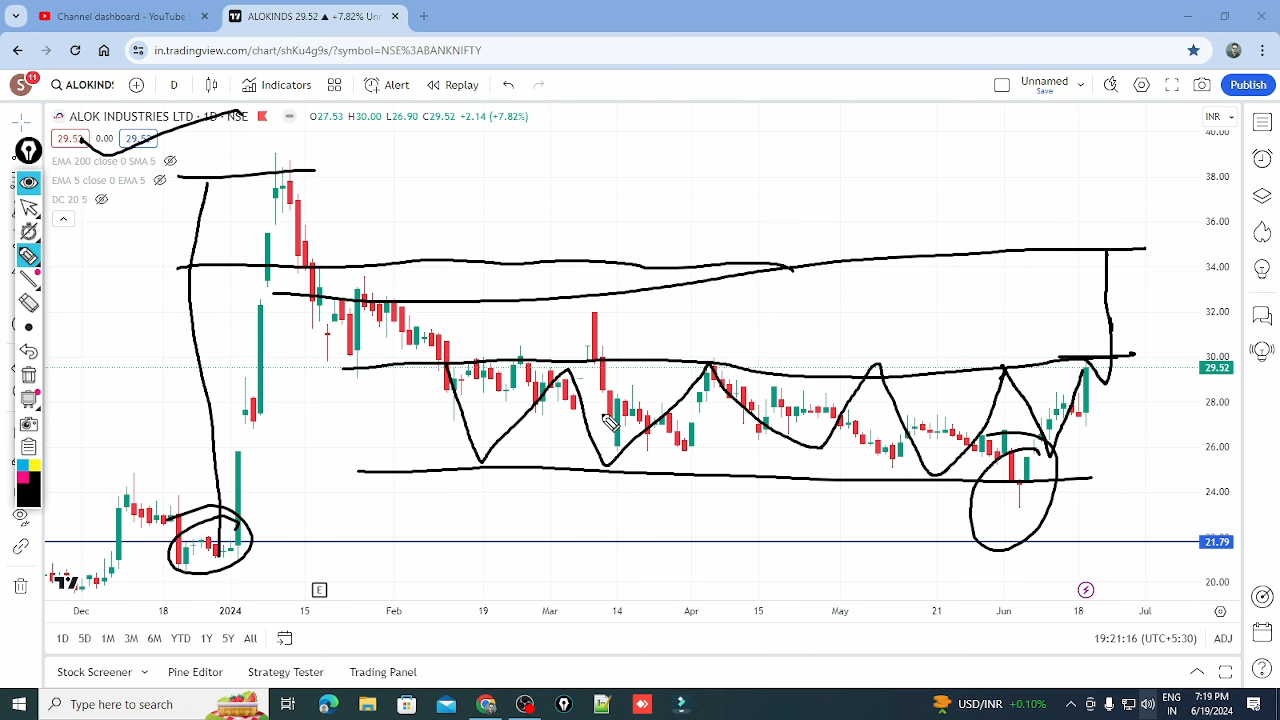 Channel dashboard - YouTube
ALOKINDS 29.52 ▲ +7.82% Un
in.tradingview.com/chart/shKu4g9s/?symbol=NSE%3ABANKNIFTY
S 11 ALOKINDS D Indicators Alert Replay Unnamed Save Publish
ALOK INDUSTRIES LTD · 1D · NSE O27.53 H30.00 L26.90 C29.52 +2.14 (+7.82%) INR
29.52 0.00 29.52
EMA 200 close 0 SMA 5
EMA 5 close 0 EMA 5
DC 20 5
40.00
38.00
36.00
34.00
32.00
30.00
29.52
28.00
26.00
24.00
21.79
20.00
E
Dec 18 2024 15 Feb 19 Mar 14 Apr 15 May 21 Jun 18 Jul
1D 5D 1M 3M 6M YTD 1Y 5Y All 19:21:16 (UTC+5:30) ADJ
Stock Screener Pine Editor Strategy Tester Trading Panel
Type here to search USD/INR +0.10% ENG 7:19 PM
IN 6/19/2024